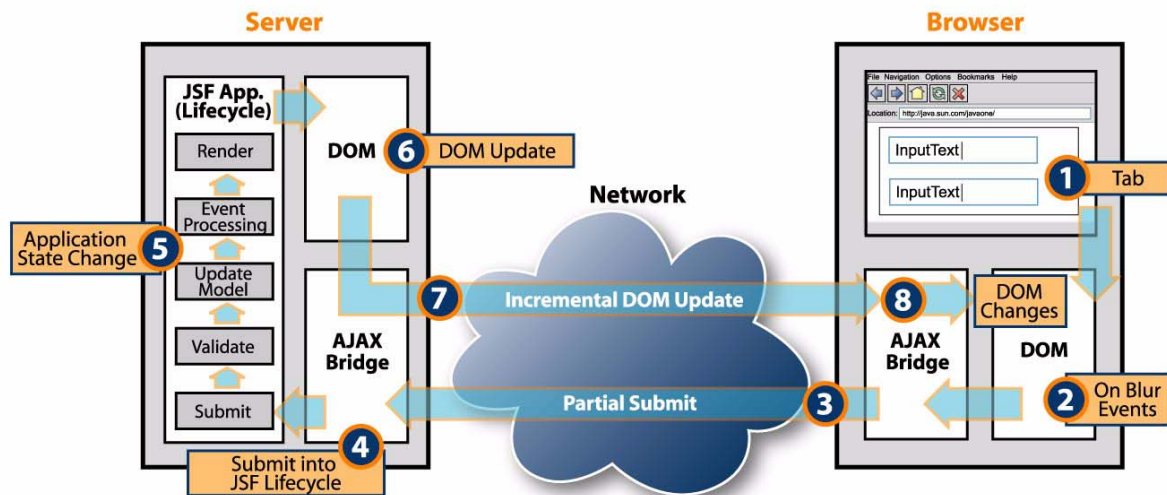 Server
Browser
JSF App.
(Lifecycle)
Render
Event
Processing
Update
Model
Validate
Submit
Application
State Change
5
DOM
6
DOM Update
AJAX
Bridge
4
Submit into
JSF Lifecycle
Network
7
Incremental DOM Update
Partial Submit
3
File Navigation Options Bookmarks Help
Location: http://java.sun.com/javaone/
InputText
InputText
1
Tab
8
DOM
Changes
AJAX
Bridge
DOM
2
On Blur
Events